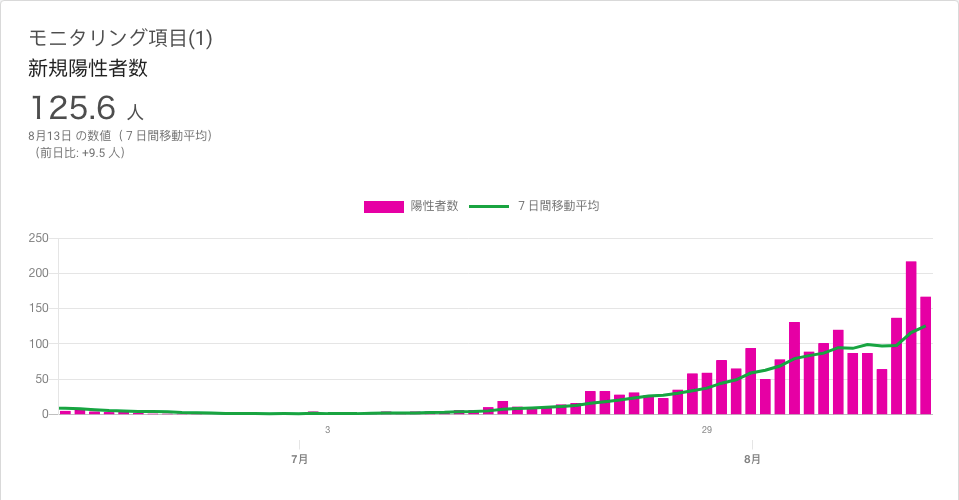 モニタリング項目(1)
新規陽性者数
125.6 人
8月13日 の数値（７日間移動平均）
（前日比: +9.5 人）
陽性者数 ７日間移動平均
250
200
150
100
50
0
3 29
7月 8月